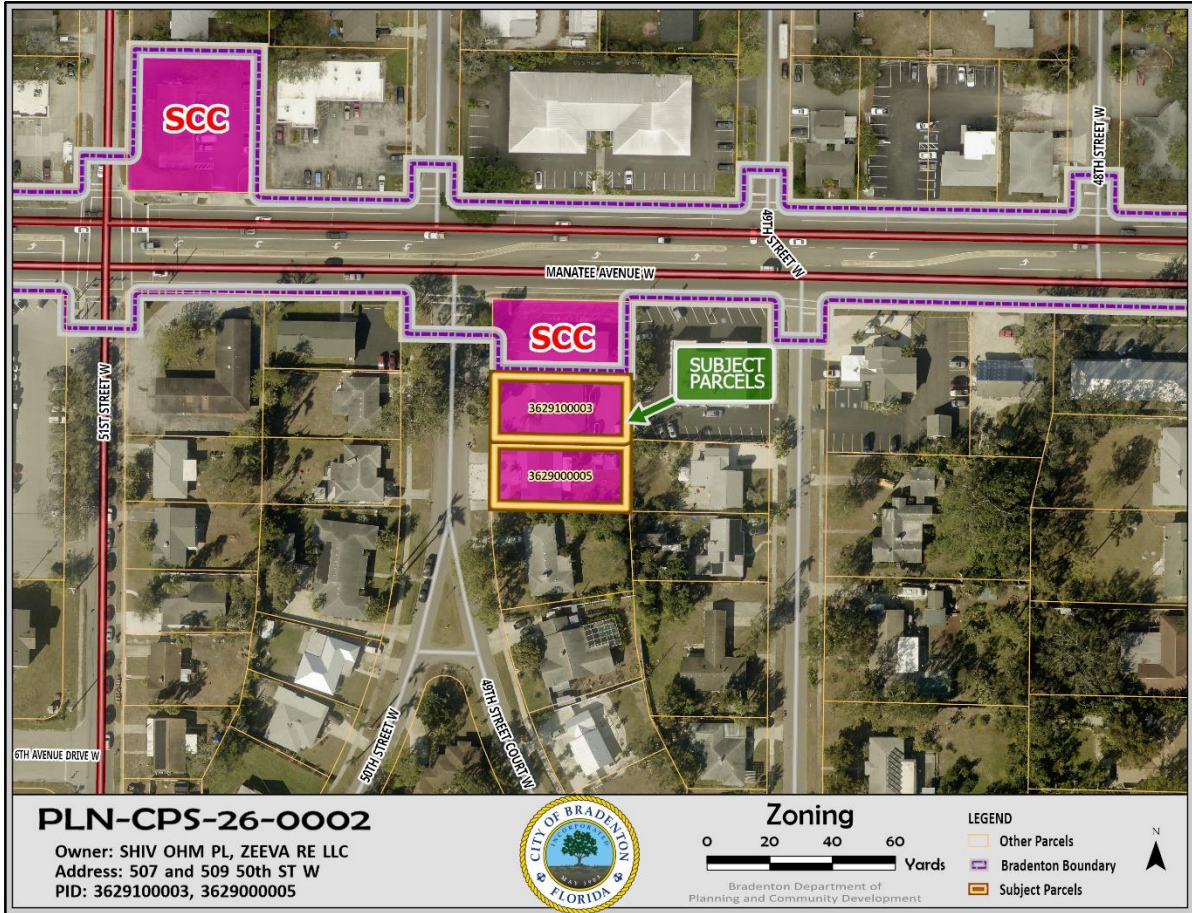 SCC
48TH STREET W
49TH STREET W
MANATEE AVENUE W
SCC
SUBJECT
PARCELS
51ST STREET W
3629100003
3629000005
50TH STREET W
49TH STREET COURT W
6TH AVENUE DRIVE W
PLN-CPS-26-0002
Owner: SHIV OHM PL, ZEEVA RE LLC
Address: 507 and 509 50th ST W
PID: 3629100003, 3629000005
CITY OF BRADENTON
INCORPORATED
MAY 1903
FLORIDA
Zoning
0 20 40 60
Yards
Bradenton Department of
Planning and Community Development
LEGEND
Other Parcels
Bradenton Boundary
Subject Parcels
N